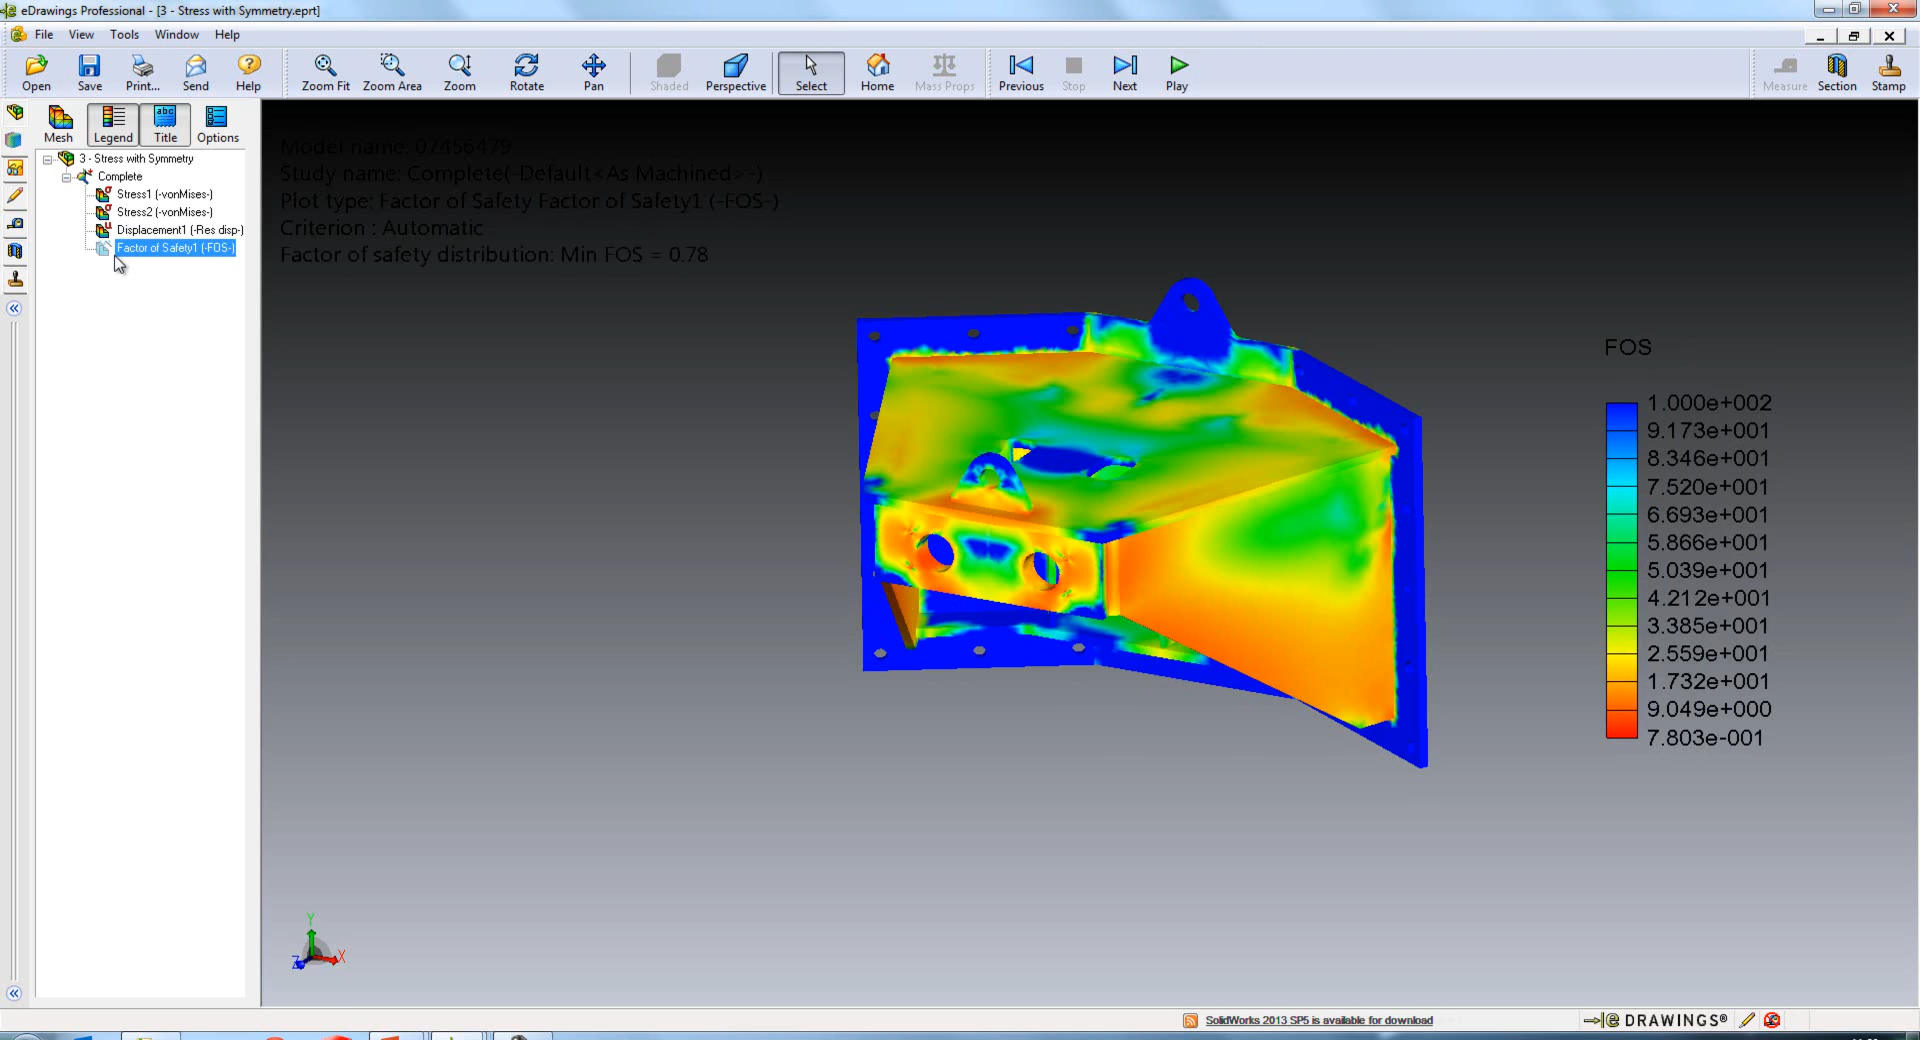 eDrawings Professional - [3 - Stress with Symmetry.eprt]
File View Tools Window Help
Open Save Print... Send Help Zoom Fit Zoom Area Zoom Rotate Pan Shaded Perspective Select Home Mass Props Previous Stop Next Play Measure Section Stamp
abc
Mesh Legend Title Options
3 - Stress with Symmetry
Complete
Stress1 (-vonMises-)
Stress2 (-vonMises-)
Displacement1 (-Res disp-)
Factor of Safety1 (-FOS-)
Model name: 07456479
Study name: Complete(-Default<As Machined>-)
Plot type: Factor of Safety Factor of Safety1 (-FOS-)
Criterion : Automatic
Factor of safety distribution: Min FOS = 0.78
FOS
1.000e+002
9.173e+001
8.346e+001
7.520e+001
6.693e+001
5.866e+001
5.039e+001
4.212e+001
3.385e+001
2.559e+001
1.732e+001
9.049e+000
7.803e-001
Y
X
Z
SolidWorks 2013 SP5 is available for download
eDRAWINGS®